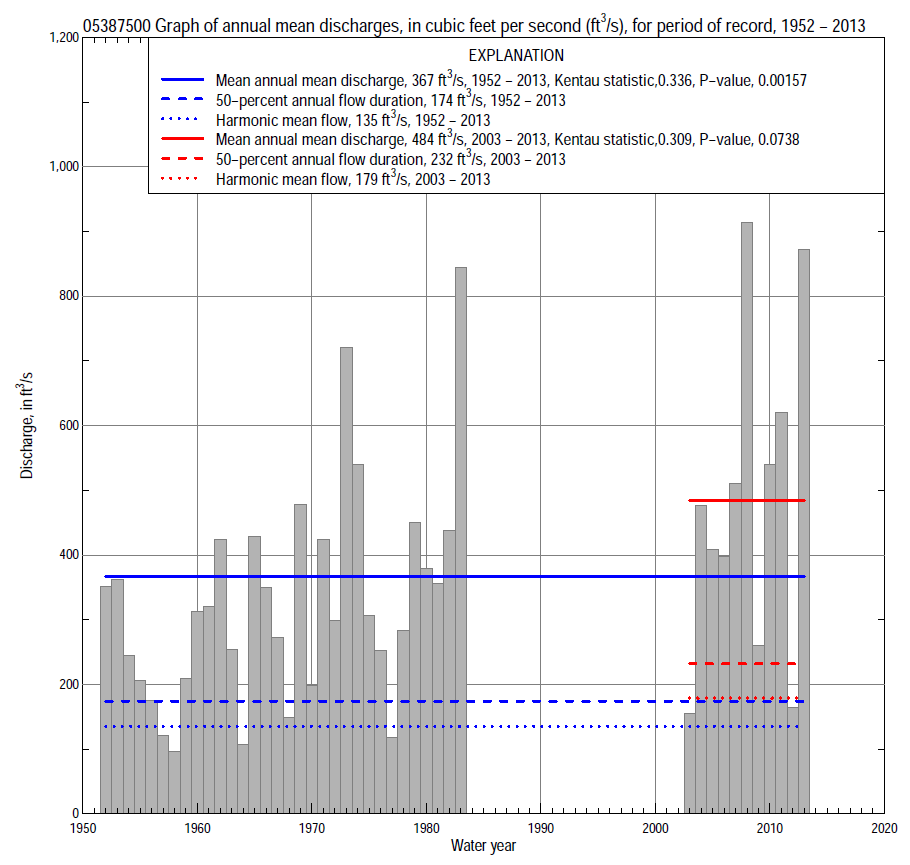 05387500 Graph of annual mean discharges, in cubic feet per second (ft³/s), for period of record, 1952 – 2013
EXPLANATION
Mean annual mean discharge, 367 ft³/s, 1952 – 2013, Kentau statistic,0.336, P–value, 0.00157
50–percent annual flow duration, 174 ft³/s, 1952 – 2013
Harmonic mean flow, 135 ft³/s, 1952 – 2013
Mean annual mean discharge, 484 ft³/s, 2003 – 2013, Kentau statistic,0.309, P–value, 0.0738
50–percent annual flow duration, 232 ft³/s, 2003 – 2013
Harmonic mean flow, 179 ft³/s, 2003 – 2013
1,200
1,000
800
600
400
200
0
Discharge, in ft³/s
1950 1960 1970 1980 1990 2000 2010 2020
Water year